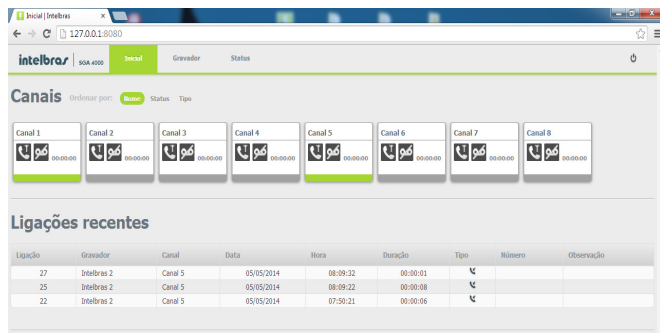 Inicial | Intelbras
127.0.0.1:8080
intelbras SGA 4000 Inicial Gravador Status
Canais Ordenar por: Nome Status Tipo
Canal 1 Canal 2 Canal 3 Canal 4 Canal 5 Canal 6 Canal 7 Canal 8
00:00:00 00:00:00 00:00:00 00:00:00 00:00:00 00:00:00 00:00:00 00:00:00
Ligações recentes
Ligação Gravador Canal Data Hora Duração Tipo Número Observação
27 Intelbras 2 Canal 5 05/05/2014 08:09:32 00:00:01
25 Intelbras 2 Canal 5 05/05/2014 08:09:22 00:00:08
22 Intelbras 2 Canal 5 05/05/2014 07:50:21 00:00:06